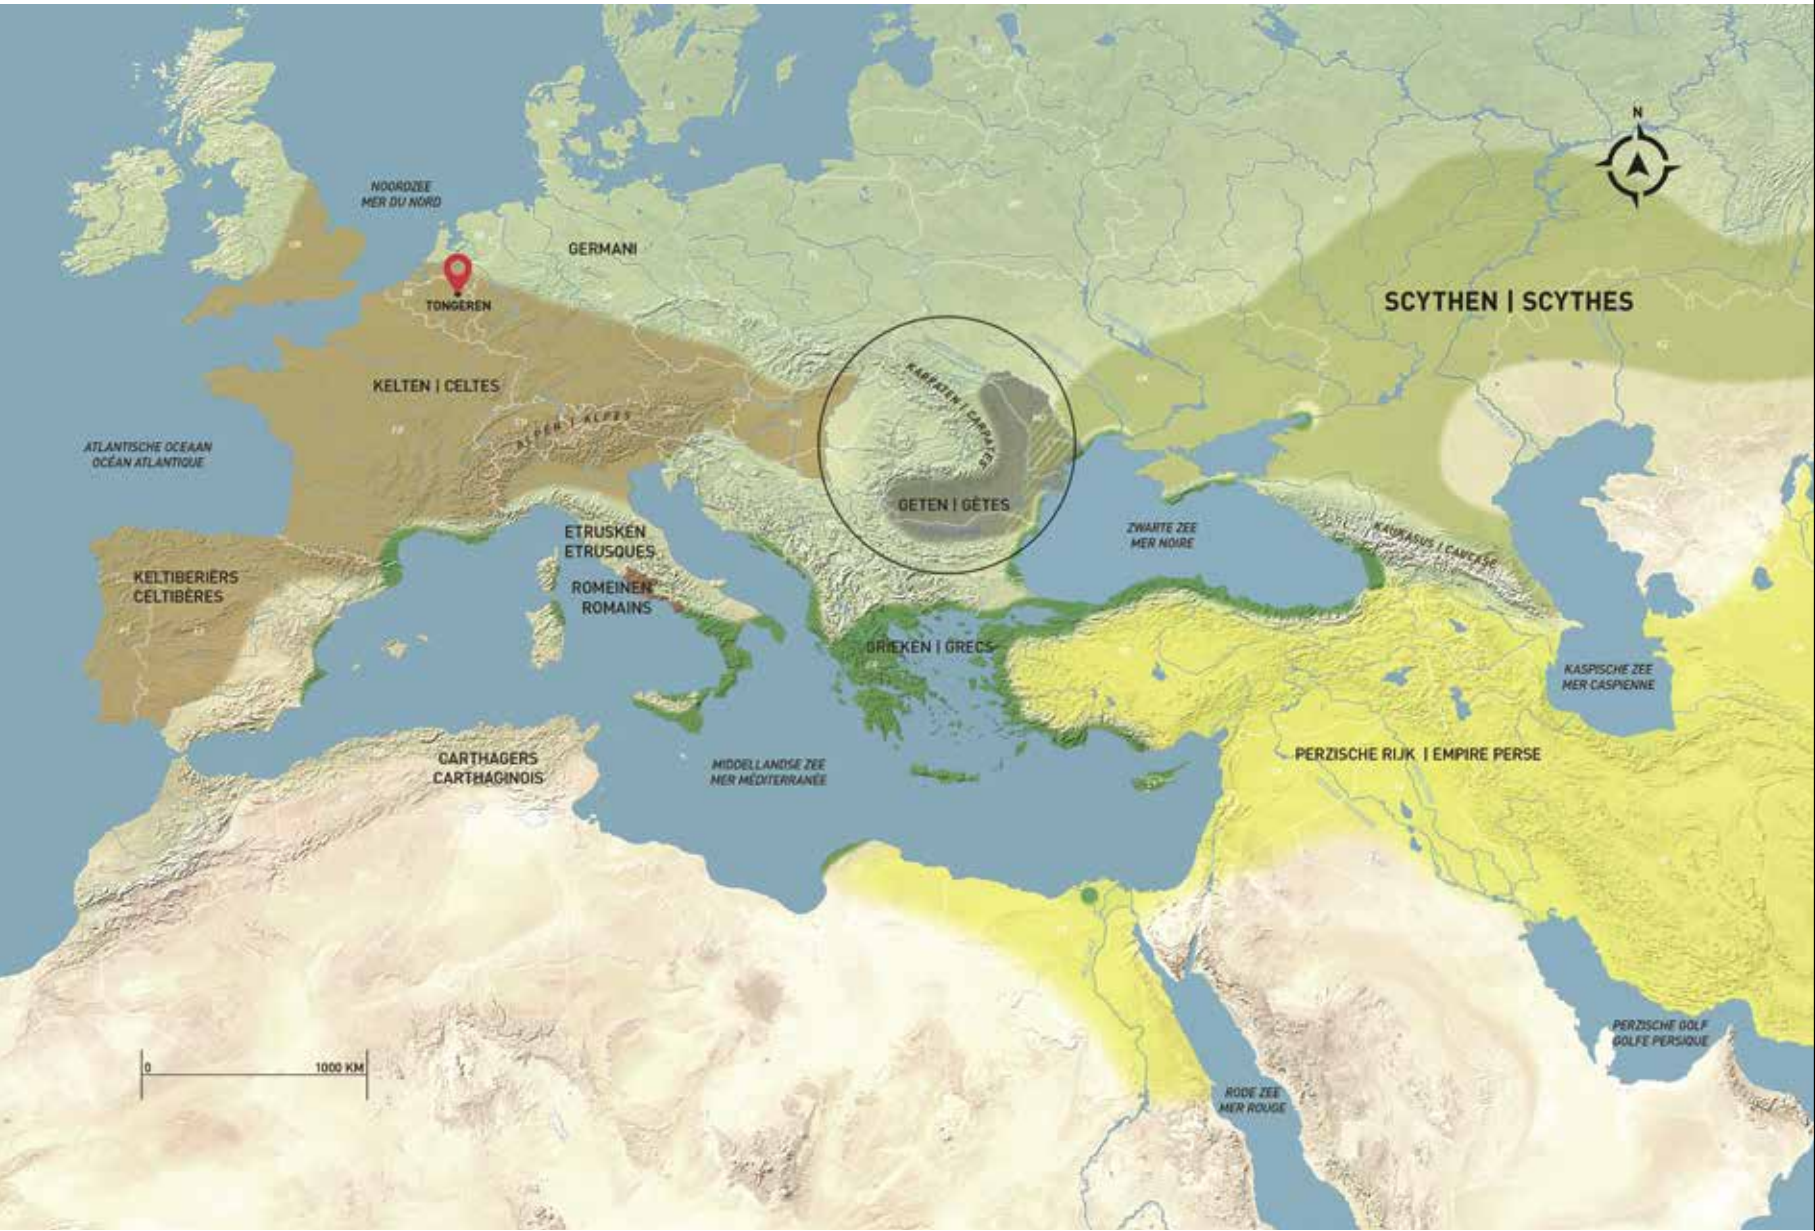 N
NOORDZEE
MER DU NORD
GERMANI
TONGEREN
SCYTHEN | SCYTHES
KELTEN | CELTES
ALPEN | ALPES
KARPATEN | CARPATES
ATLANTISCHE OCEAAN
OCÉAN ATLANTIQUE
GETEN | GÈTES
ZWARTE ZEE
MER NOIRE
KAUKASUS | CAUCASE
ETRUSKEN
ETRUSQUES
KELTIBERIËRS
CELTIBÈRES
ROMEINEN
ROMAINS
GRIEKEN | GRECS
KASPISCHE ZEE
MER CASPIENNE
CARTHAGERS
CARTHAGINOIS
MIDDELLANDSE ZEE
MER MÉDITERRANÉE
PERZISCHE RIJK | EMPIRE PERSE
PERZISCHE GOLF
GOLFE PERSIQUE
0 1000 KM
RODE ZEE
MER ROUGE